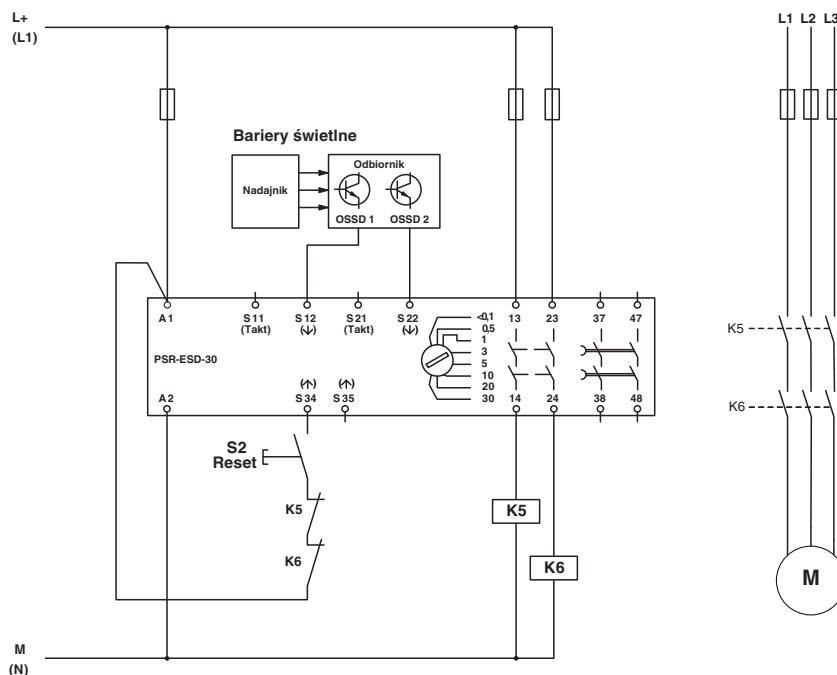 L+
(L1)
L1 L2 L3
Bariery świetlne
Nadajnik
Odbiornik
OSSD 1 OSSD 2
A1 S11 S12 S21 S22 <0,1 13 23 37 47
(Takt) (↓) (Takt) (↓) 0,5
1
3
5
10
20
30
PSR-ESD-30
(↑) (↑)
A2 S34 S35 14 24 38 48
K5
K6
S2
Reset
K5
K6
K5
K6
M
M
(N)